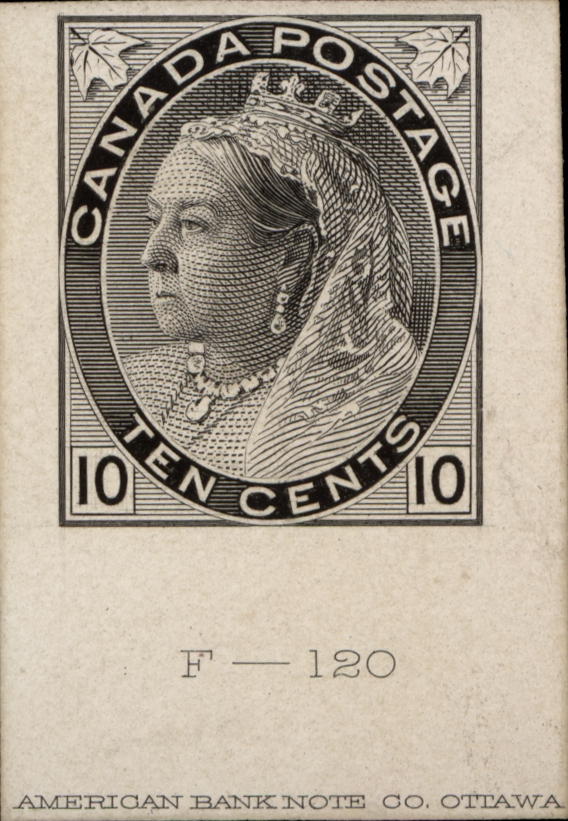 CANADA POSTAGE
TEN CENTS
10 10
F — 120
AMERICAN BANK NOTE CO. OTTAWA